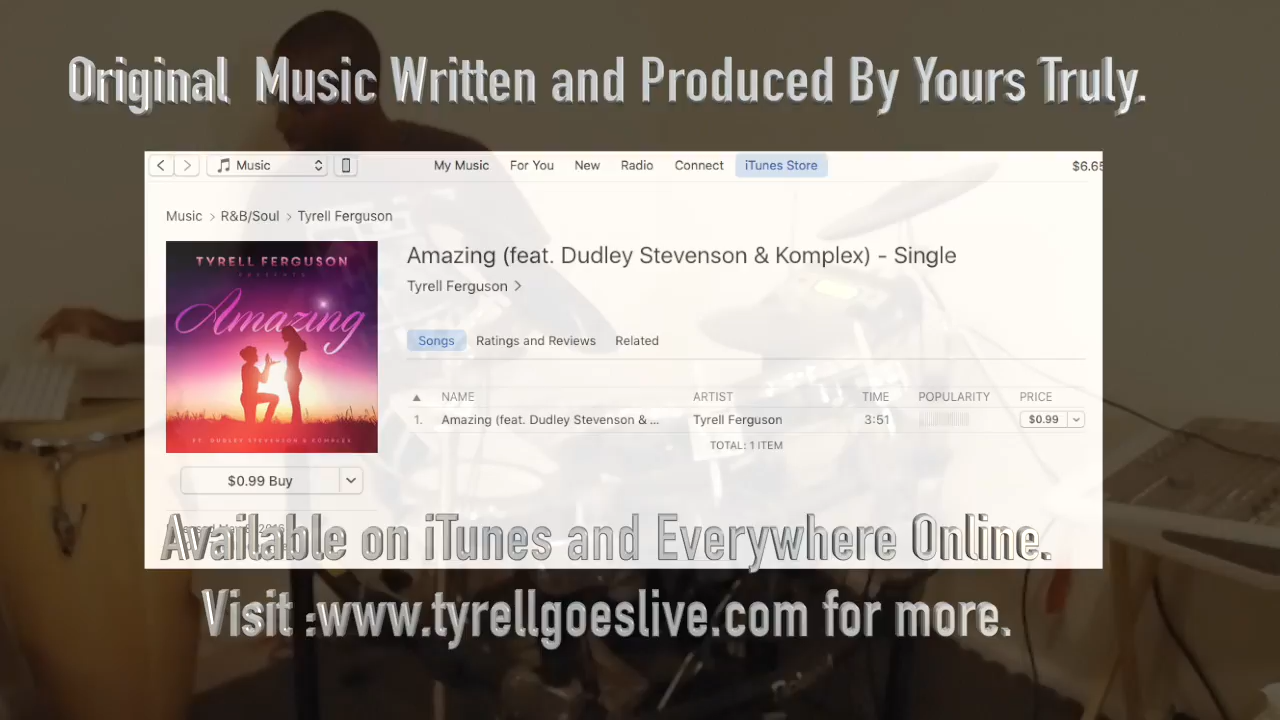 Original Music Written and Produced By Yours Truly.
Music
My Music For You New Radio Connect iTunes Store $6.65
Music > R&B/Soul > Tyrell Ferguson
TYRELL FERGUSON
PRESENTS
Amazing
FT. DUDLEY STEVENSON & KOMPLEX
Amazing (feat. Dudley Stevenson & Komplex) - Single
Tyrell Ferguson >
Songs Ratings and Reviews Related
NAME ARTIST TIME POPULARITY PRICE
1. Amazing (feat. Dudley Stevenson & ... Tyrell Ferguson 3:51 $0.99
TOTAL: 1 ITEM
$0.99 Buy
Available on iTunes and Everywhere Online.
Visit :www.tyrellgoeslive.com for more.